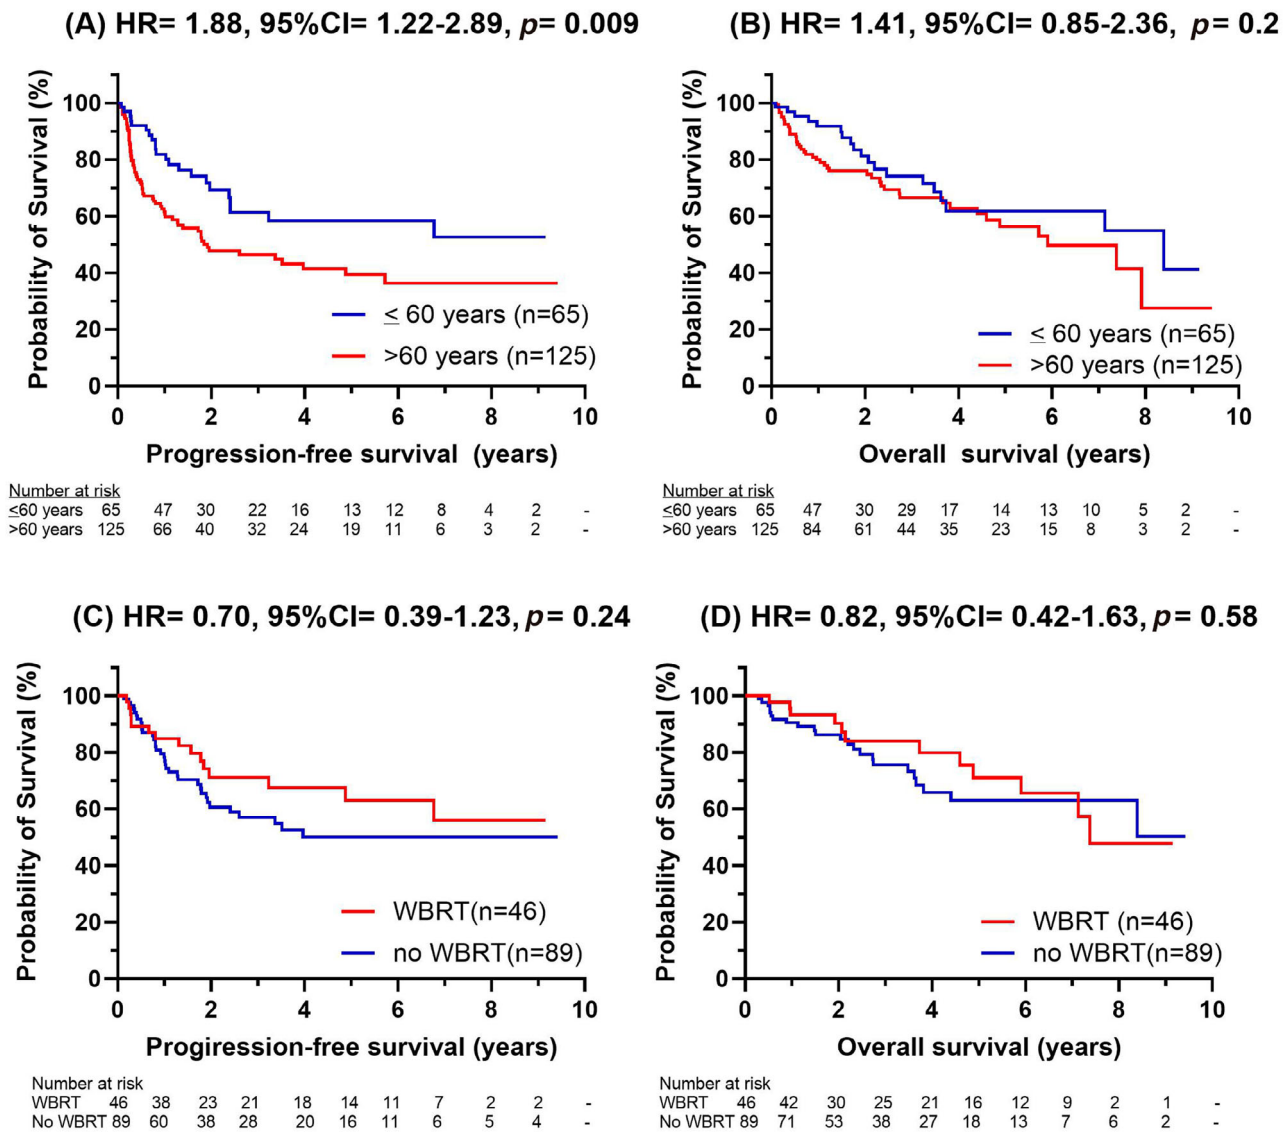 (A) HR= 1.88, 95%CI= 1.22-2.89, p= 0.009
Probability of Survival (%)
100
80
60
40
20
0
≤ 60 years (n=65)
>60 years (n=125)
0 2 4 6 8 10
Progression-free survival (years)
Number at risk
≤60 years 65 47 30 22 16 13 12 8 4 2 -
>60 years 125 66 40 32 24 19 11 6 3 2 -
(B) HR= 1.41, 95%CI= 0.85-2.36, p= 0.2
Probability of Survival (%)
100
80
60
40
20
0
≤ 60 years (n=65)
>60 years (n=125)
0 2 4 6 8 10
Overall survival (years)
Number at risk
≤60 years 65 47 30 29 17 14 13 10 5 2 -
>60 years 125 84 61 44 35 23 15 8 3 2 -
(C) HR= 0.70, 95%CI= 0.39-1.23, p= 0.24
Probability of Survival (%)
100
80
60
40
20
0
WBRT(n=46)
no WBRT(n=89)
0 2 4 6 8 10
Progiression-free survival (years)
Number at risk
WBRT 46 38 23 21 18 14 11 7 2 2 -
No WBRT 89 60 38 28 20 16 11 6 5 4 -
(D) HR= 0.82, 95%CI= 0.42-1.63, p= 0.58
Probability of Survival (%)
100
80
60
40
20
0
WBRT (n=46)
no WBRT(n=89)
0 2 4 6 8 10
Overall survival (years)
Number at risk
WBRT 46 42 30 25 21 16 12 9 2 1 -
No WBRT 89 71 53 38 27 18 13 7 6 2 -